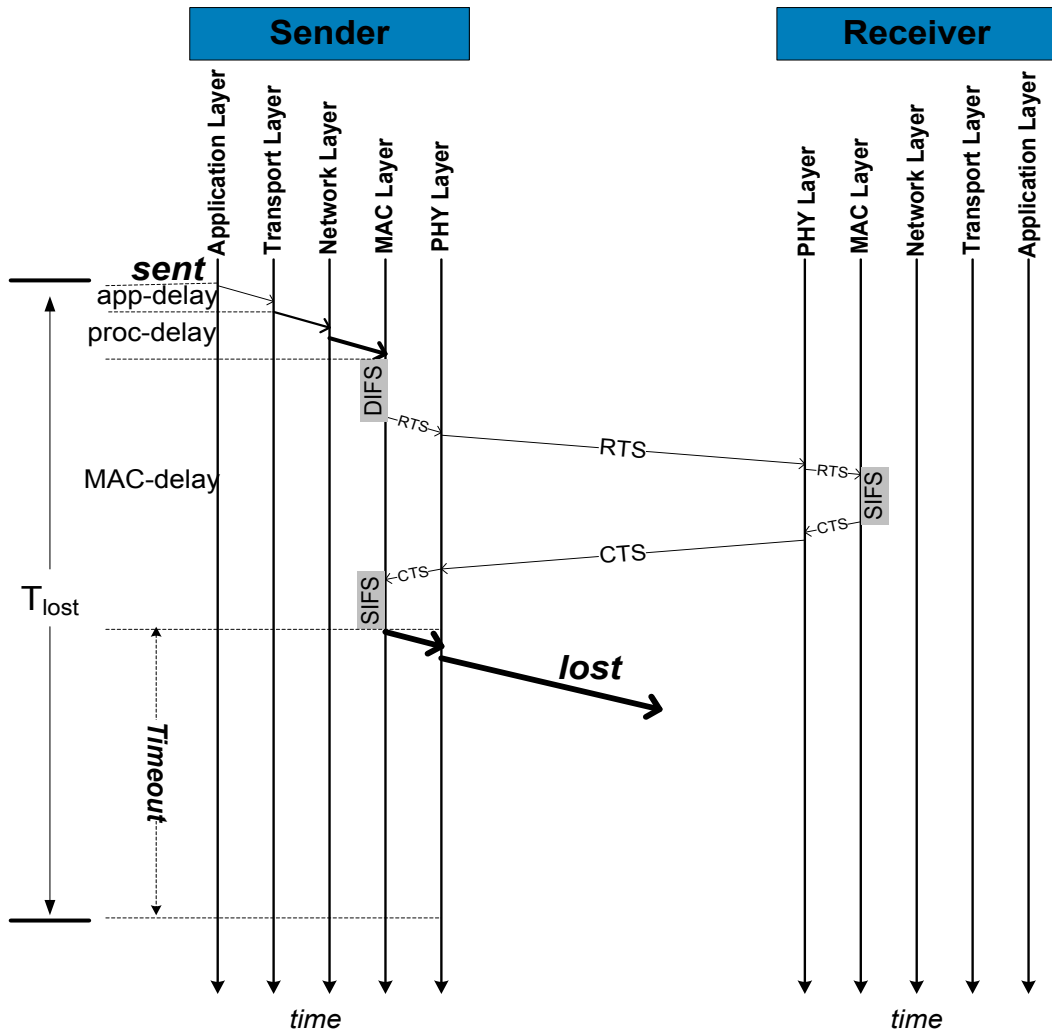 Sender
Receiver
Application Layer
Transport Layer
Network Layer
MAC Layer
PHY Layer
PHY Layer
MAC Layer
Network Layer
Transport Layer
Application Layer
sent
app-delay
proc-delay
DIFS
RTS
RTS
RTS
MAC-delay
SIFS
CTS
CTS
CTS
SIFS
T_lost
lost
Timeout
time
time